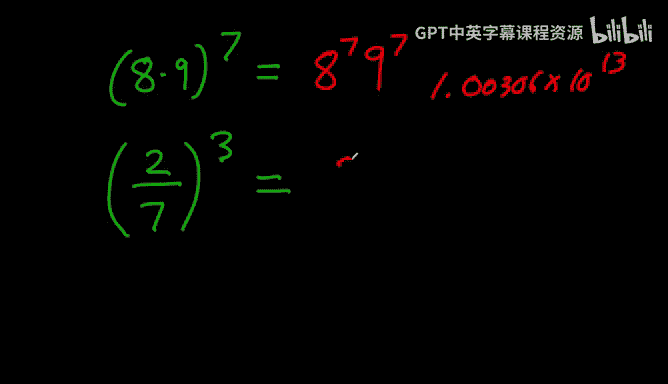 GPT中英字幕课程资源 bilibili
(8·9)^7 = 8^7 9^7 1.00306×10^13
(2/7)^3 =